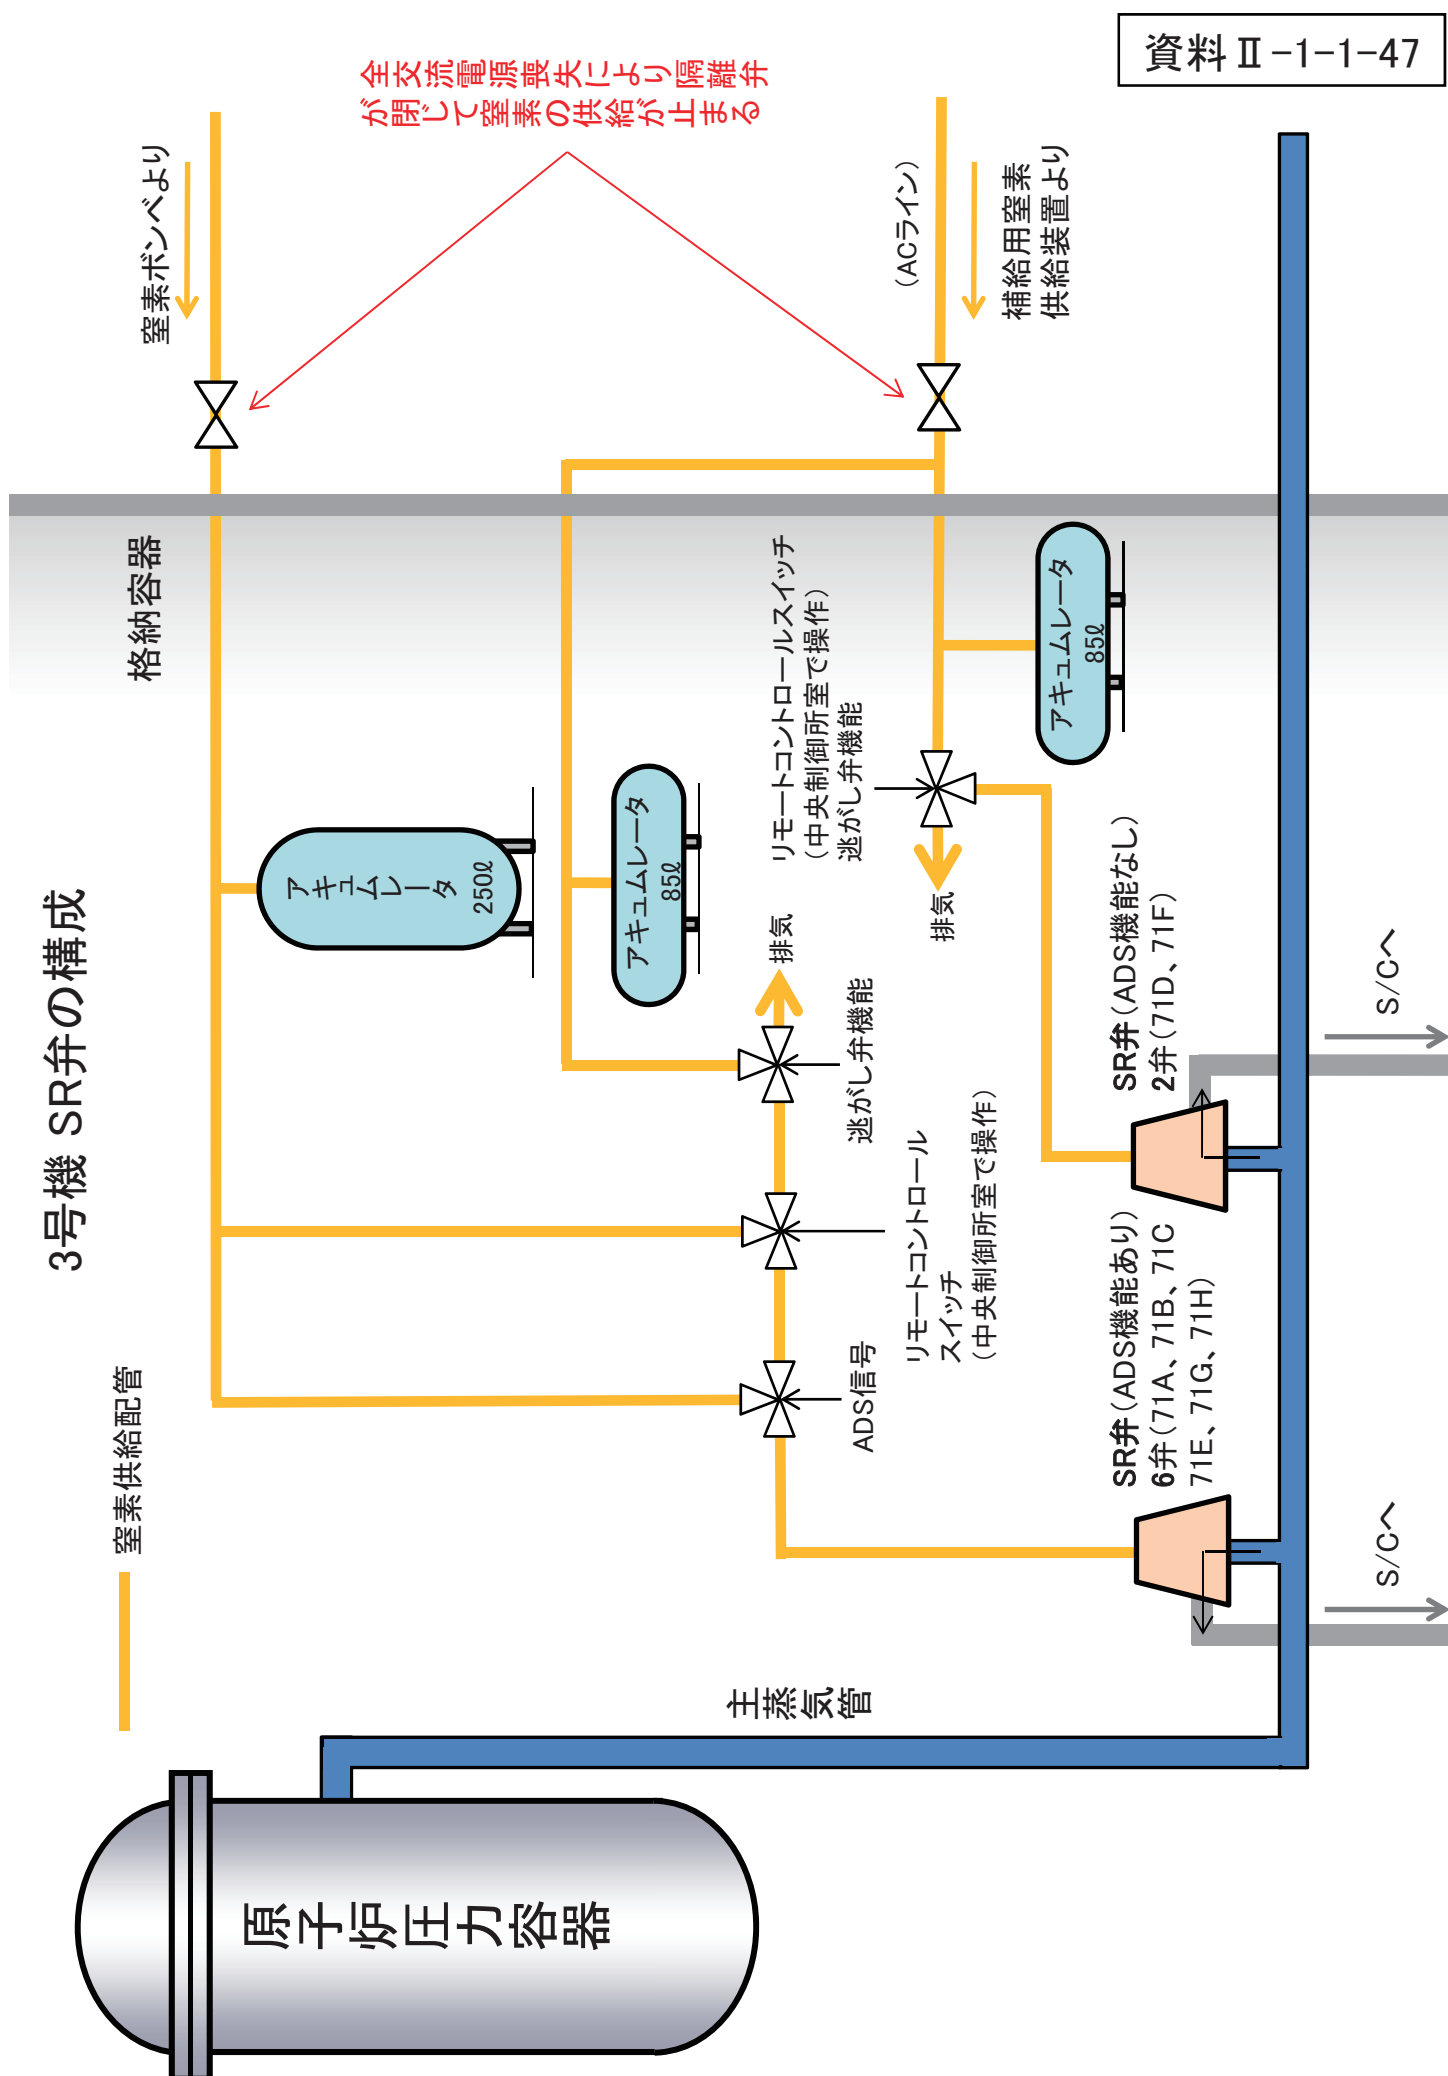 資料Ⅱ-1-1-47
3号機 SR弁の構成
窒素供給配管
原子炉圧力容器
主蒸気管
格納容器
窒素ボンベより
全交流電源喪失により隔離弁
が閉じて窒素の供給が止まる
(ACライン)
補給用窒素
供給装置より
アキュムレータ
250ℓ
アキュムレータ
85ℓ
アキュムレータ
85ℓ
リモートコントロールスイッチ
(中央制御所室で操作)
逃がし弁機能
排気
排気
逃がし弁機能
リモートコントロール
スイッチ
(中央制御所室で操作)
ADS信号
SR弁(ADS機能あり)
6弁(71A、71B、71C
71E、71G、71H)
SR弁(ADS機能なし)
2弁(71D、71F)
S/Cへ
S/Cへ